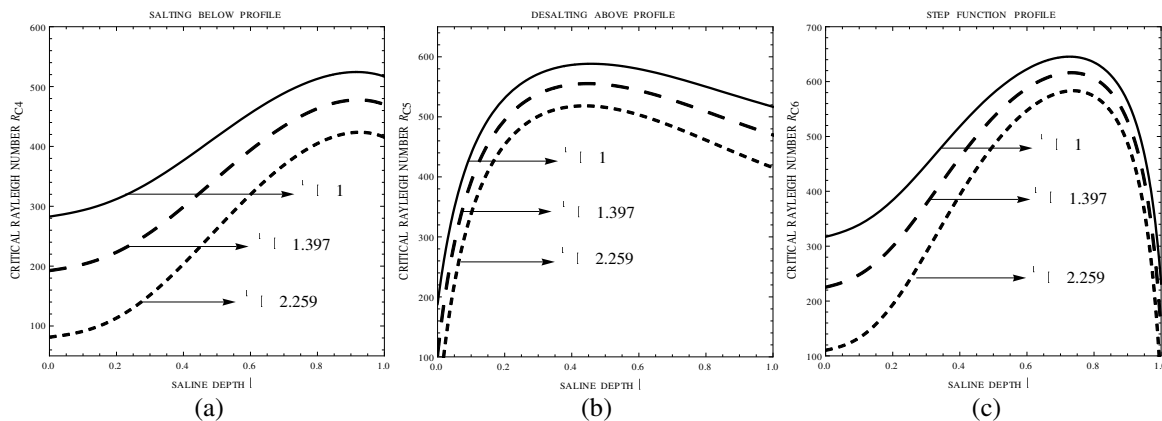 SALTING BELOW PROFILE
CRITICAL RAYLEIGH NUMBER RC4
600
500
400
300
200
100
1
1.397
2.259
0.0 0.2 0.4 0.6 0.8 1.0
SALINE DEPTH
(a)
DESALTING ABOVE PROFILE
CRITICAL RAYLEIGH NUMBER RC5
600
500
400
300
200
100
1
1.397
2.259
0.0 0.2 0.4 0.6 0.8 1.0
SALINE DEPTH
(b)
STEP FUNCTION PROFILE
CRITICAL RAYLEIGH NUMBER RC6
700
600
500
400
300
200
100
1
1.397
2.259
0.0 0.2 0.4 0.6 0.8 1.0
SALINE DEPTH
(c)